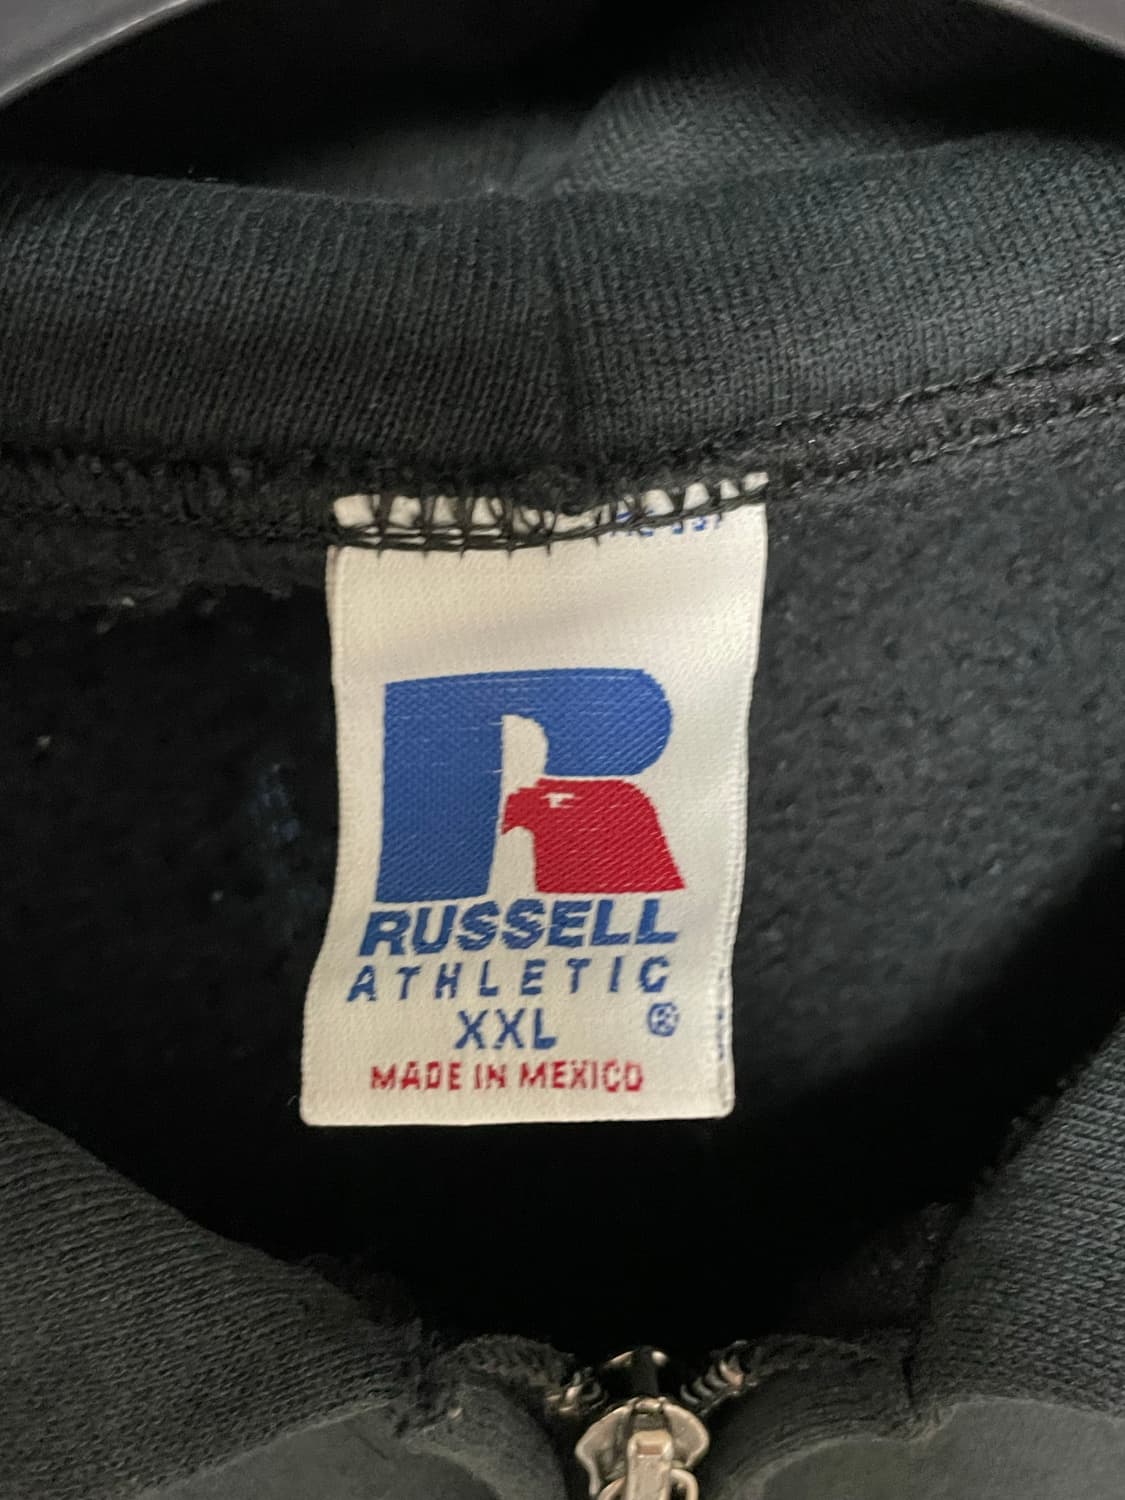 R
RUSSELL
ATHLETIC
XXL ®
MADE IN MEXICO